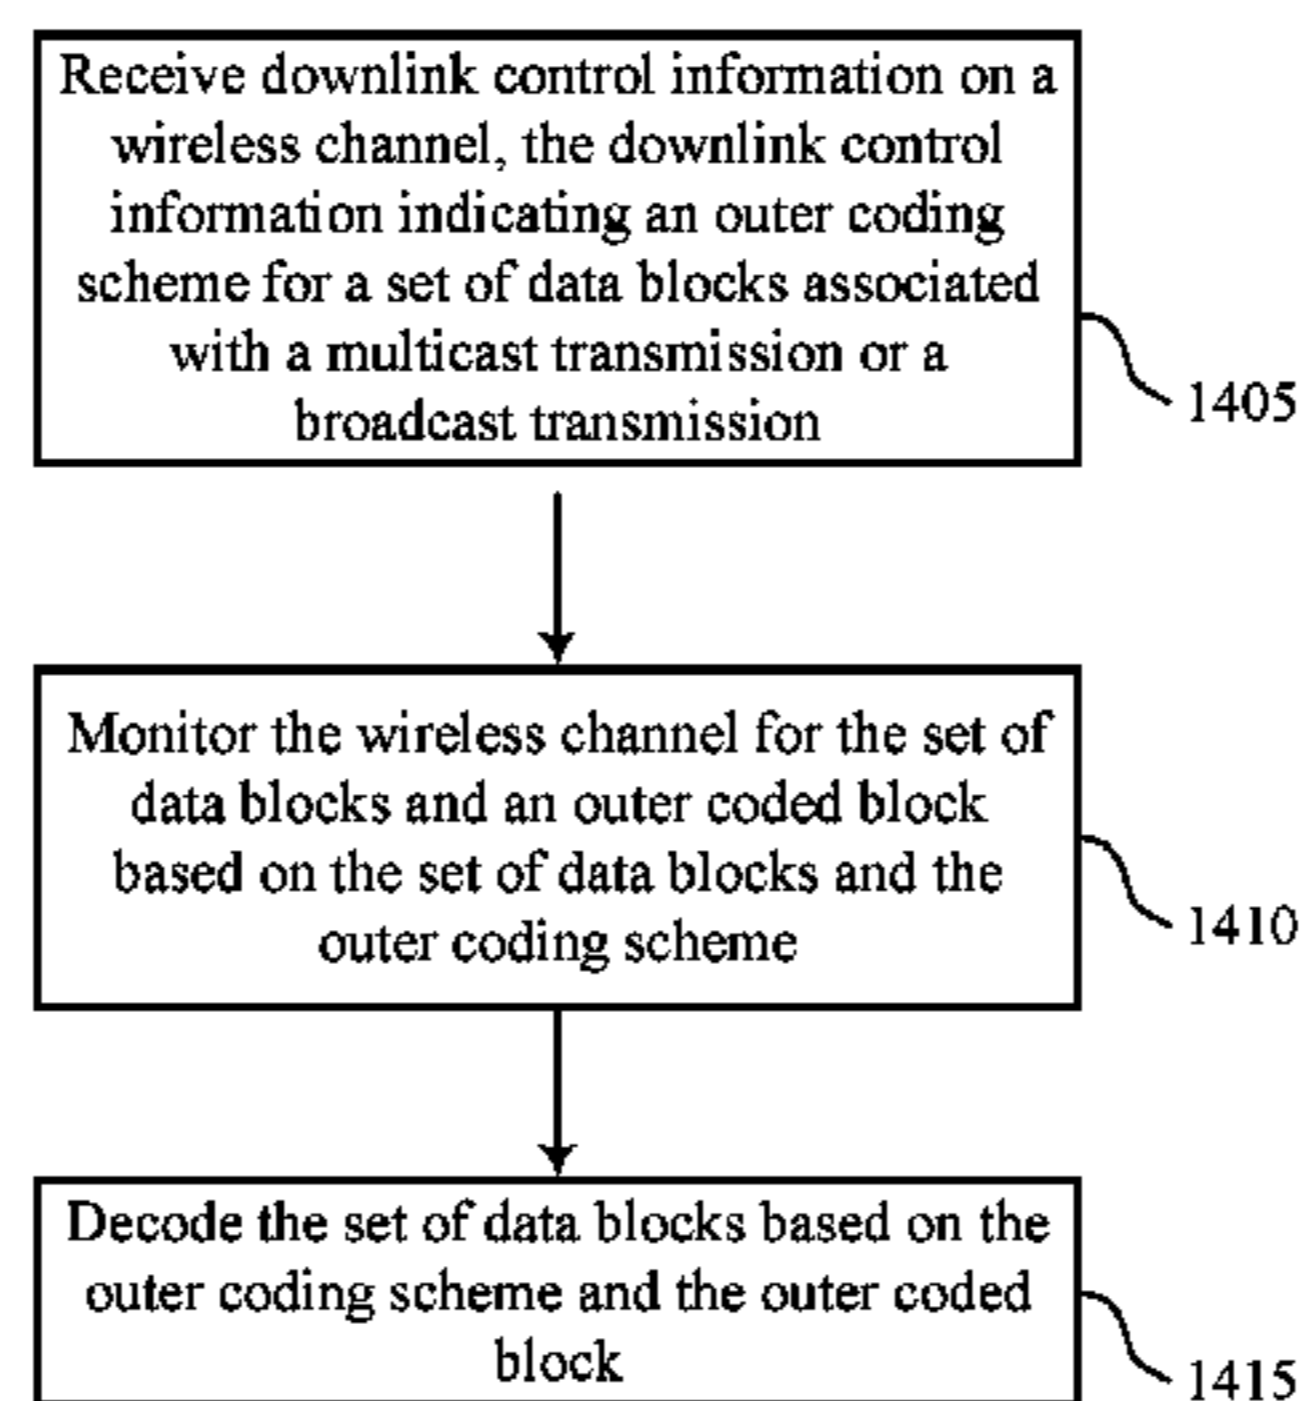 Receive downlink control information on a
wireless channel, the downlink control
information indicating an outer coding
scheme for a set of data blocks associated
with a multicast transmission or a
broadcast transmission
1405
Monitor the wireless channel for the set of
data blocks and an outer coded block
based on the set of data blocks and the
outer coding scheme
1410
Decode the set of data blocks based on the
outer coding scheme and the outer coded
block
1415